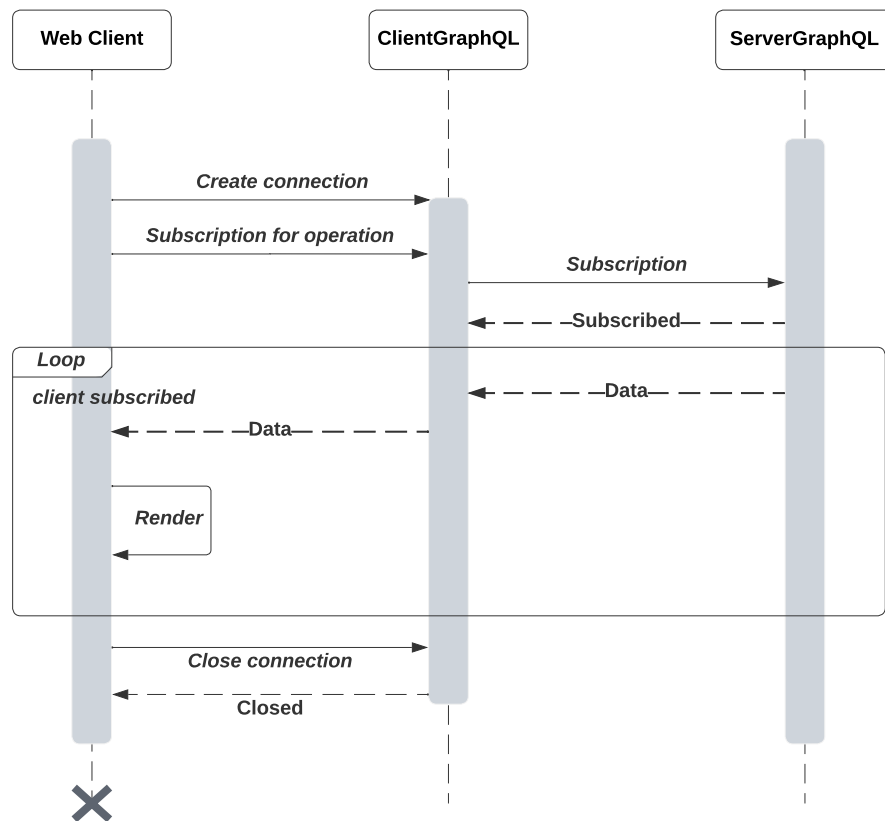 Web Client
ClientGraphQL
ServerGraphQL
Create connection
Subscription for operation
Subscription
Subscribed
Loop
client subscribed
Data
Data
Render
Close connection
Closed